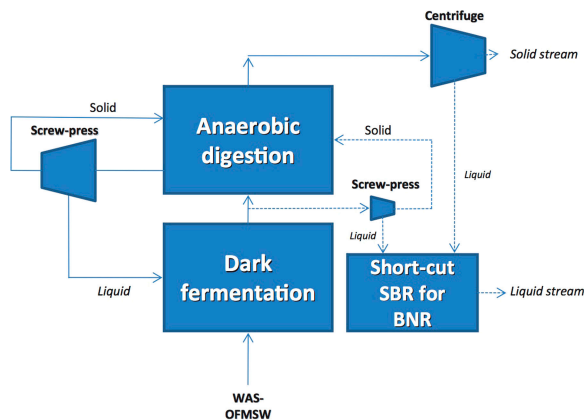 Centrifuge
Solid stream
Solid
Screw-press
Anaerobic
digestion
Solid
Screw-press
Liquid
Liquid
Dark
fermentation
Liquid
Short-cut
SBR for
BNR
Liquid stream
WAS-
OFMSW